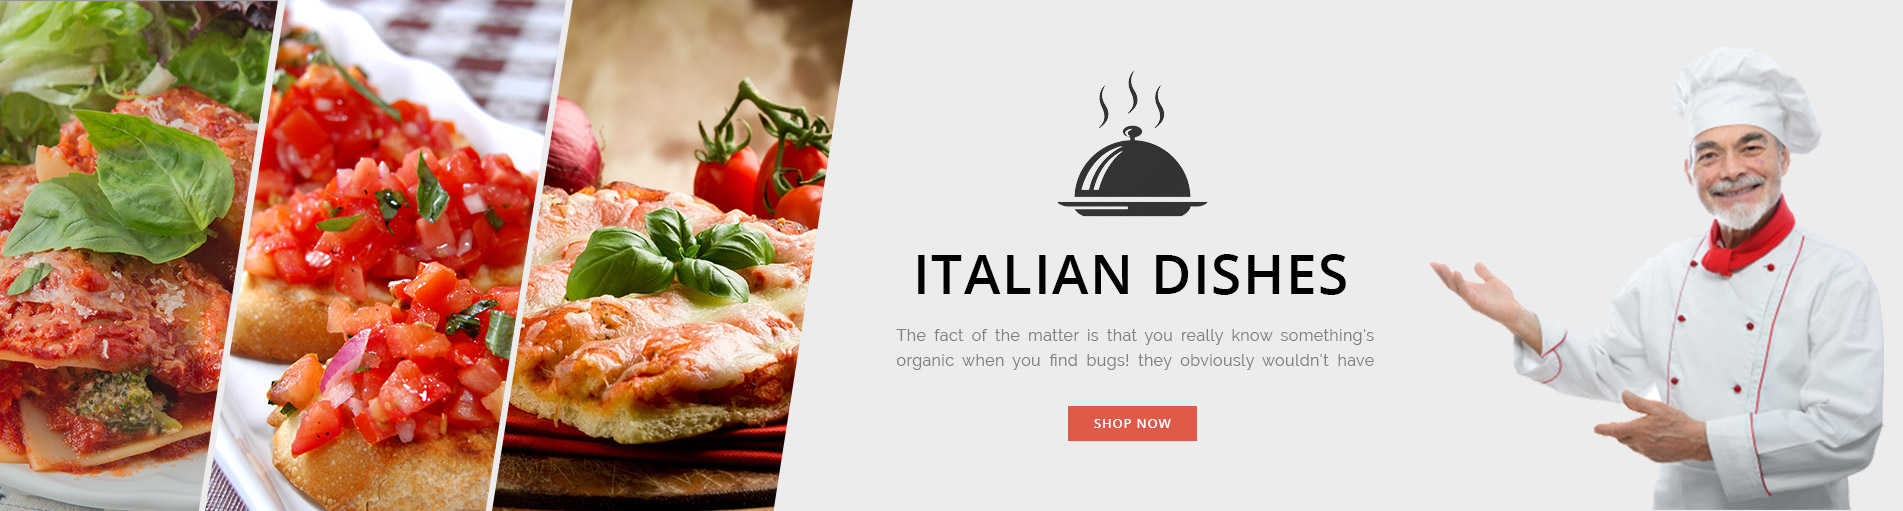 ITALIAN DISHES
The fact of the matter is that you really know something's
organic when you find bugs! they obviously wouldn't have
SHOP NOW